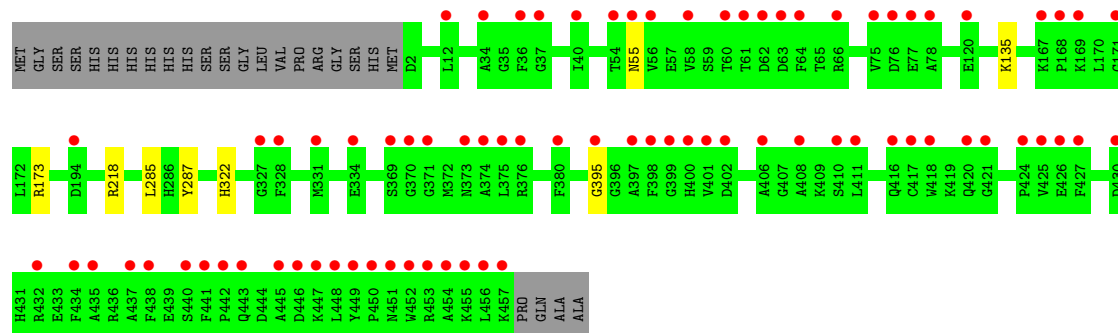 MET
GLY
SER
SER
HIS
HIS
HIS
HIS
HIS
HIS
SER
SER
GLY
LEU
VAL
PRO
ARG
GLY
SER
HIS
MET
D2
L12
A34
G35
F36
G37
I40
T54
N55
V56
E57
V58
S59
T60
T61
D62
D63
F64
T65
R66
V75
D76
E77
A78
E120
K135
K167
P168
K169
L170
L172
R173
D194
R218
L285
H286
Y287
H322
G327
F328
M331
E334
S369
G370
G371
M372
N373
A374
L375
R376
F380
G395
G396
A397
F398
G399
H400
V401
D402
A406
G407
A408
K409
S410
L411
Q416
C417
W418
K419
Q420
G421
P424
V425
E426
F427
H431
R432
E433
F434
A435
R436
A437
F438
E439
S440
F441
P442
Q443
D444
A445
D446
K447
L448
Y449
P450
N451
W452
R453
A454
K455
L456
K457
PRO
GLN
ALA
ALA